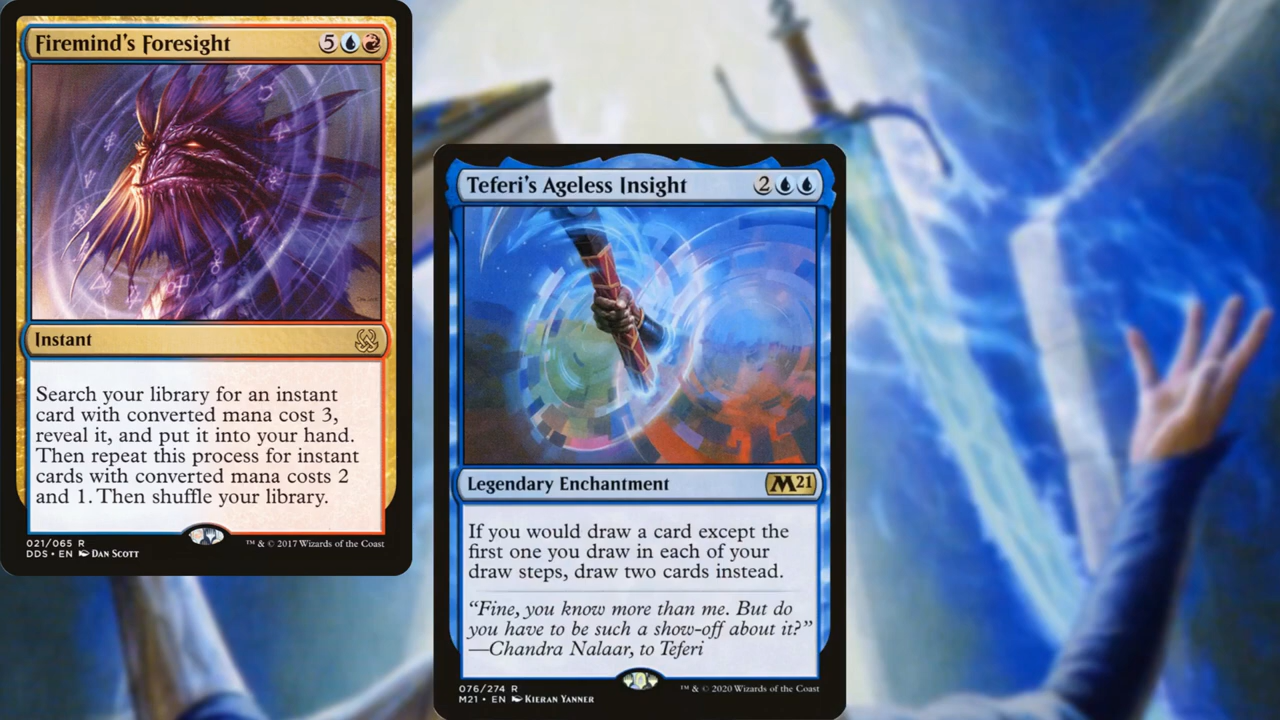 Firemind's Foresight 5
Instant
Search your library for an instant
card with converted mana cost 3,
reveal it, and put it into your hand.
Then repeat this process for instant
cards with converted mana costs 2
and 1. Then shuffle your library.
021/065 R
DDS • EN Dan Scott
™ & © 2017 Wizards of the Coast
Teferi's Ageless Insight 2
Legendary Enchantment M21
If you would draw a card except the
first one you draw in each of your
draw steps, draw two cards instead.
“Fine, you know more than me. But do
you have to be such a show-off about it?”
—Chandra Nalaar, to Teferi
076/274 R
M21 • EN Kieran Yanner
™ & © 2020 Wizards of the Coast